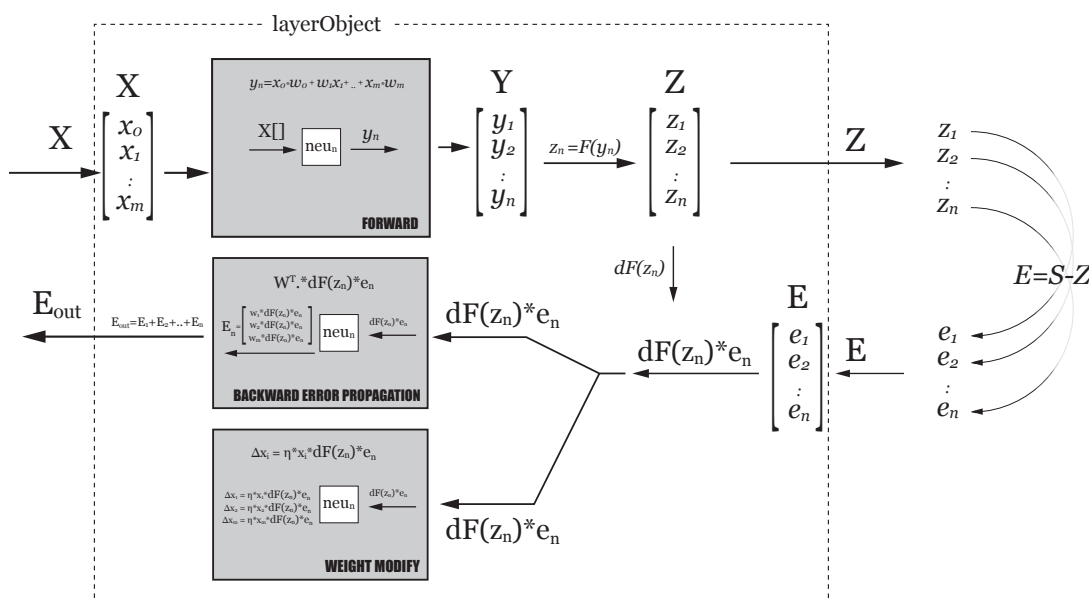 layerObject
X
X
x₀
x₁
:
xₘ
yₙ=x₀*w₀+w₁x₁+..+xₘ*wₘ
X[]
neuₙ
yₙ
FORWARD
Y
y₁
y₂
:
yₙ
zₙ=F(yₙ)
Z
z₁
z₂
:
zₙ
Z
z₁
z₂
:
zₙ
dF(zₙ)
E=S-Z
e₁
e₂
:
eₙ
E
E
e₁
e₂
:
eₙ
dF(zₙ)*eₙ
dF(zₙ)*eₙ
dF(zₙ)*eₙ
Wᵀ.*dF(zₙ)*eₙ
Eₙ=
w₁*dF(zₙ)*eₙ
w₂*dF(zₙ)*eₙ
wₘ*dF(zₙ)*eₙ
neuₙ
dF(zₙ)*eₙ
BACKWARD ERROR PROPAGATION
Eout
Eout=E₁+E₂+..+Eₙ
Δxᵢ = η*xᵢ*dF(zₙ)*eₙ
Δx₁ = η*x₁*dF(zₙ)*eₙ
Δx₂ = η*x₂*dF(zₙ)*eₙ
Δxₘ = η*xₘ*dF(zₙ)*eₙ
neuₙ
dF(zₙ)*eₙ
WEIGHT MODIFY